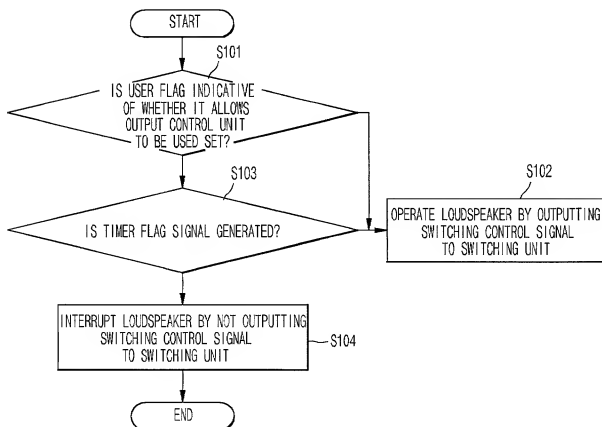 START
S101
IS USER FLAG INDICATIVE
OF WHETHER IT ALLOWS
OUTPUT CONTROL UNIT
TO BE USED SET?
S103
IS TIMER FLAG SIGNAL GENERATED?
S102
OPERATE LOUDSPEAKER BY OUTPUTTING
SWITCHING CONTROL SIGNAL
TO SWITCHING UNIT
INTERRUPT LOUDSPEAKER BY NOT OUTPUTTING
SWITCHING CONTROL SIGNAL
TO SWITCHING UNIT
S104
END